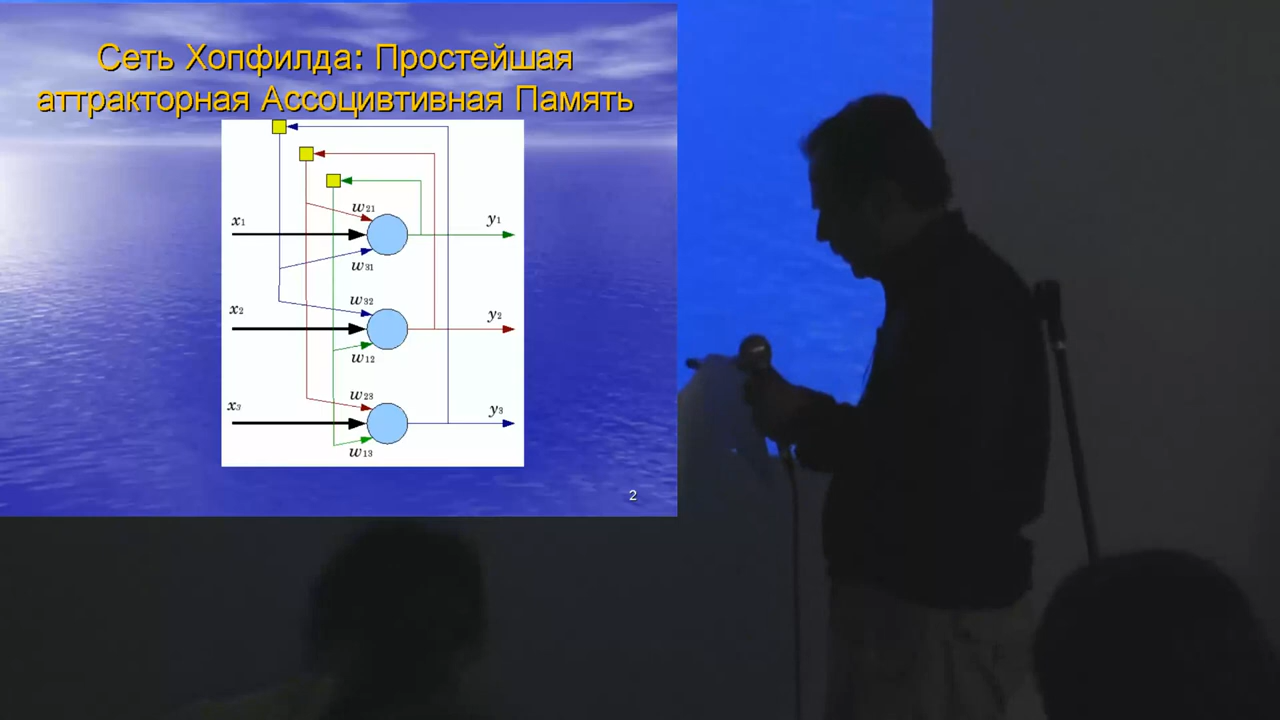 Сеть Хопфилда: Простейшая
аттракторная Ассоцивтивная Память
w21
x1
y1
w31
w32
x2
y2
w12
w23
x3
y3
w13
2